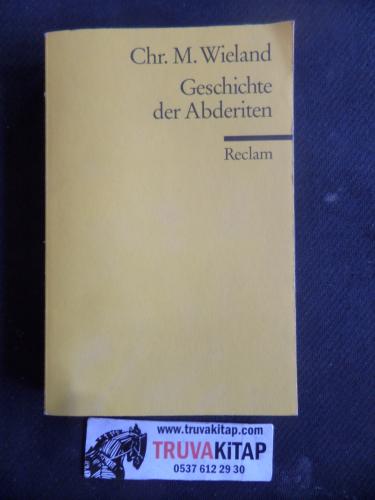 Chr. M. Wieland
Geschichte
der Abderiten
Reclam
www.truvakitap.com
TRUVAKiTAP
0537 612 29 30